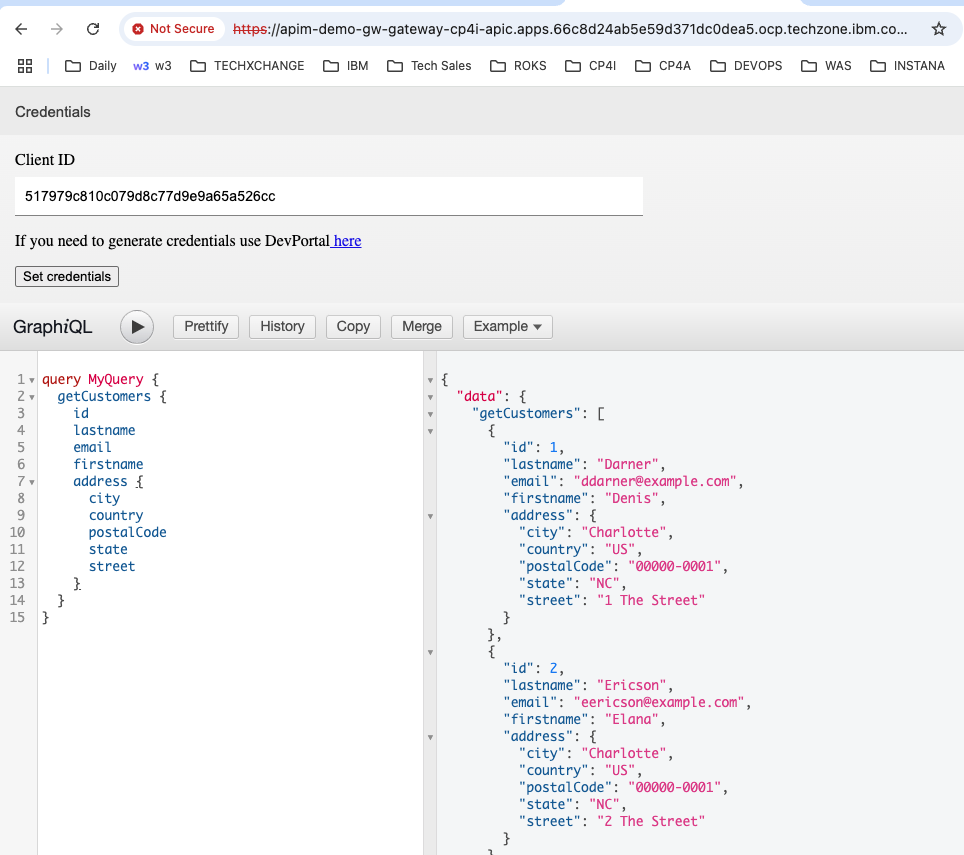 Not Secure https://apim-demo-gw-gateway-cp4i-apic.apps.66c8d24ab5e59d371dc0dea5.ocp.techzone.ibm.co...
Daily w3 w3 TECHXCHANGE IBM Tech Sales ROKS CP4I CP4A DEVOPS WAS INSTANA
Credentials
Client ID
517979c810c079d8c77d9e9a65a526cc
If you need to generate credentials use DevPortal here
Set credentials
GraphiQL Prettify History Copy Merge Example
1 query MyQuery {
2 getCustomers {
3 id
4 lastname
5 email
6 firstname
7 address {
8 city
9 country
10 postalCode
11 state
12 street
13 }
14 }
15 }
{
"data": {
"getCustomers": [
{
"id": 1,
"lastname": "Darner",
"email": "ddarner@example.com",
"firstname": "Denis",
"address": {
"city": "Charlotte",
"country": "US",
"postalCode": "00000-0001",
"state": "NC",
"street": "1 The Street"
}
},
{
"id": 2,
"lastname": "Ericson",
"email": "eericson@example.com",
"firstname": "Elana",
"address": {
"city": "Charlotte",
"country": "US",
"postalCode": "00000-0001",
"state": "NC",
"street": "2 The Street"
}
}